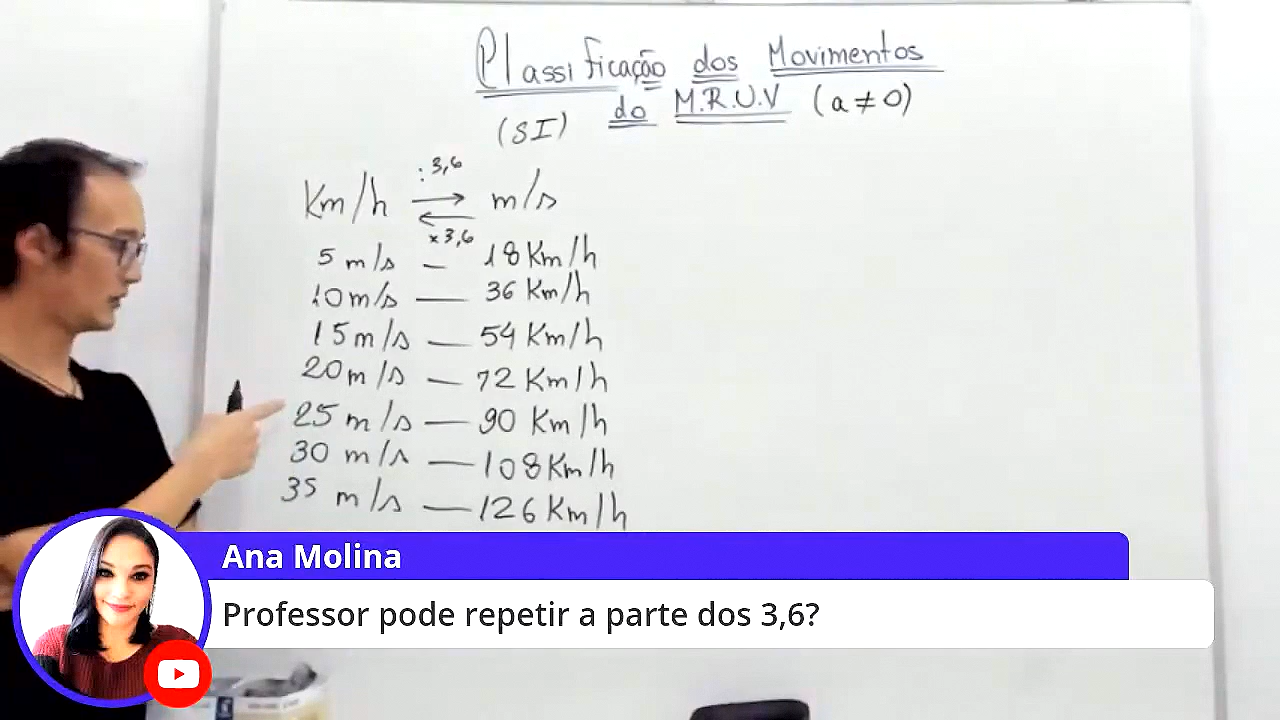 Classificação dos Movimentos
do M.R.U.V (a ≠ 0)
(SI)
: 3,6
Km/h m/s
x 3,6
5 m/s — 18 Km/h
10 m/s — 36 Km/h
15 m/s — 54 Km/h
20 m/s — 72 Km/h
25 m/s — 90 Km/h
30 m/s — 108 Km/h
35 m/s — 126 Km/h
Ana Molina
Professor pode repetir a parte dos 3,6?